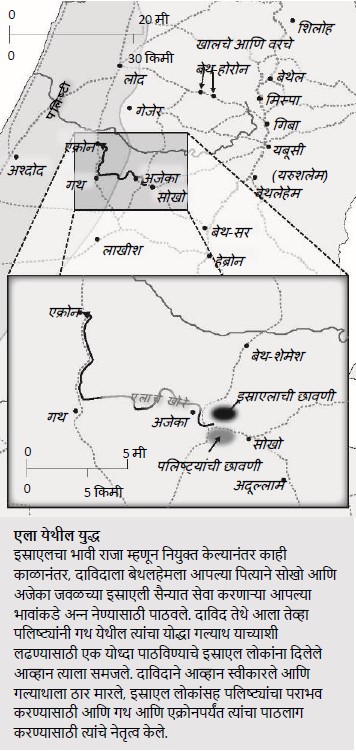 0 20 मी
0 30 किमी
शिलोह
खालचे आणि वरचे
बेथ-होरोन
बेथेल
लोद
मिस्पा
गेजेर
गिबा
एक्रोन
यबूसी
(यरुशलेम)
अश्दोद
गथ
अजेका
सोखो
बेथलेहेम
लाखीश
बेथ-सर
हेब्रोन
एक्रोन
बेथ-शेमेश
एलाचे खोरे
इस्राएलाची छावणी
गथ
अजेका
सोखो
पलिष्ट्यांची छावणी
0 5 मी
0 5 किमी
अदूल्लाम
एला येथील युद्ध
इस्राएलचा भावी राजा म्हणून नियुक्त केल्यानंतर काही
काळानंतर, दाविदाला बेथलहेमला आपल्या पित्याने सोखो आणि
अजेका जवळच्या इस्राएली सैन्यात सेवा करणाऱ्या आपल्या
भावांकडे अन्न नेण्यासाठी पाठवले. दाविद तेथे आला तेव्हा
पलिष्ट्यांनी गथ येथील त्यांचा योद्धा गल्याथ याच्याशी
लढण्यासाठी एक योध्दा पाठविण्याचे इस्राएल लोकांना दिलेले
आव्हान त्याला समजले. दाविदाने आव्हान स्वीकारले आणि
गल्याथाला ठार मारले, इस्राएल लोकांसह पलिष्ट्यांचा पराभव
करण्यासाठी आणि गथ आणि एक्रोनपर्यंत त्यांचा पाठलाग
करण्यासाठी त्यांचे नेतृत्व केले.